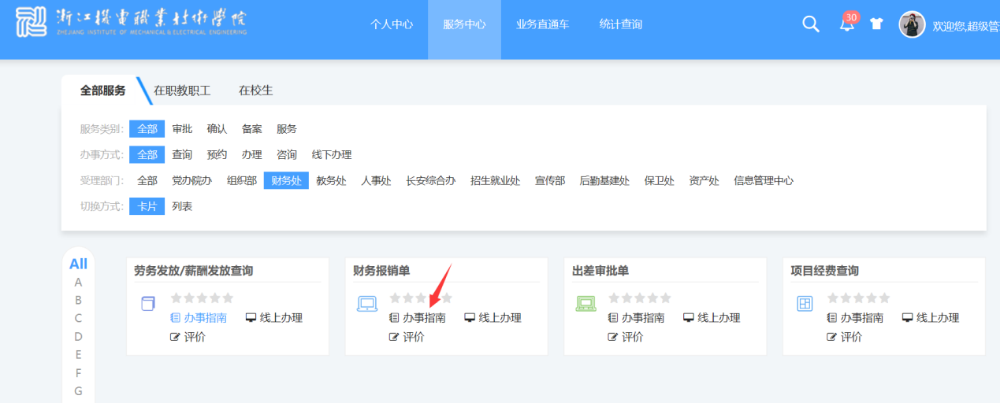 浙江機電職業技術學院
ZHEJIANG INSTITUTE OF MECHANICAL & ELECTRICAL ENGINEERING
个人中心 服务中心 业务直通车 统计查询 30 欢迎您,超级管
全部服务 在职教职工 在校生
服务类别: 全部 审批 确认 备案 服务
办事方式: 全部 查询 预约 办理 咨询 线下办理
受理部门: 全部 党办院办 组织部 财务处 教务处 人事处 长安综合办 招生就业处 宣传部 后勤基建处 保卫处 资产处 信息管理中心
切换方式: 卡片 列表
All
A
B
C
D
E
F
G
劳务发放/薪酬发放查询
办事指南 线上办理
评价
财务报销单
办事指南 线上办理
评价
出差审批单
办事指南 线上办理
评价
项目经费查询
办事指南 线上办理
评价